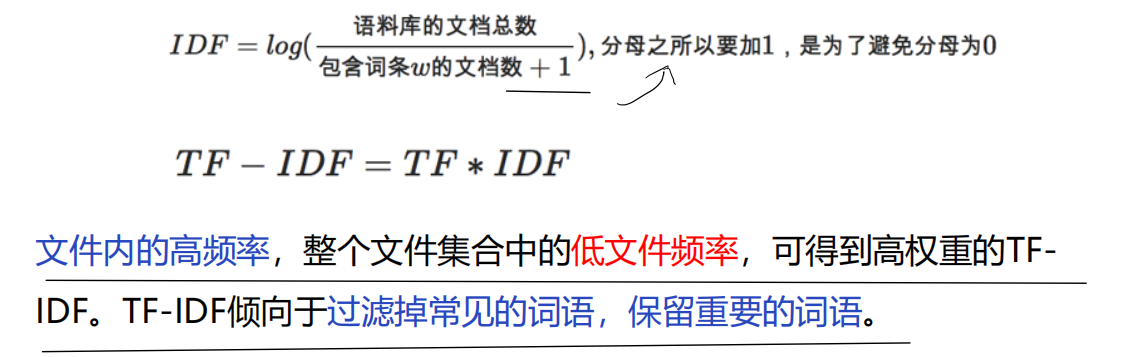 IDF = log(语料库的文档总数/包含词条w的文档数 + 1), 分母之所以要加1，是为了避免分母为0
TF − IDF = TF * IDF
文件内的高频率，整个文件集合中的低文件频率，可得到高权重的TF-
IDF。TF-IDF倾向于过滤掉常见的词语，保留重要的词语。